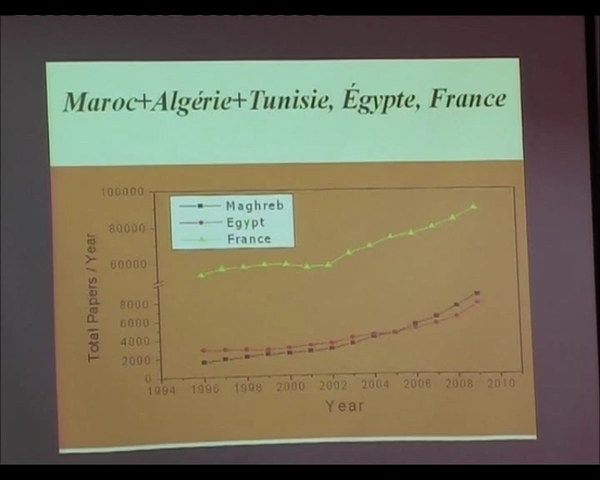 Maroc+Algérie+Tunisie, Égypte, France
100000
80000
60000
8000
6000
4000
2000
0
Maghreb
Egypt
France
Total Papers / Year
1994 1996 1998 2000 2002 2004 2006 2008 2010
Year